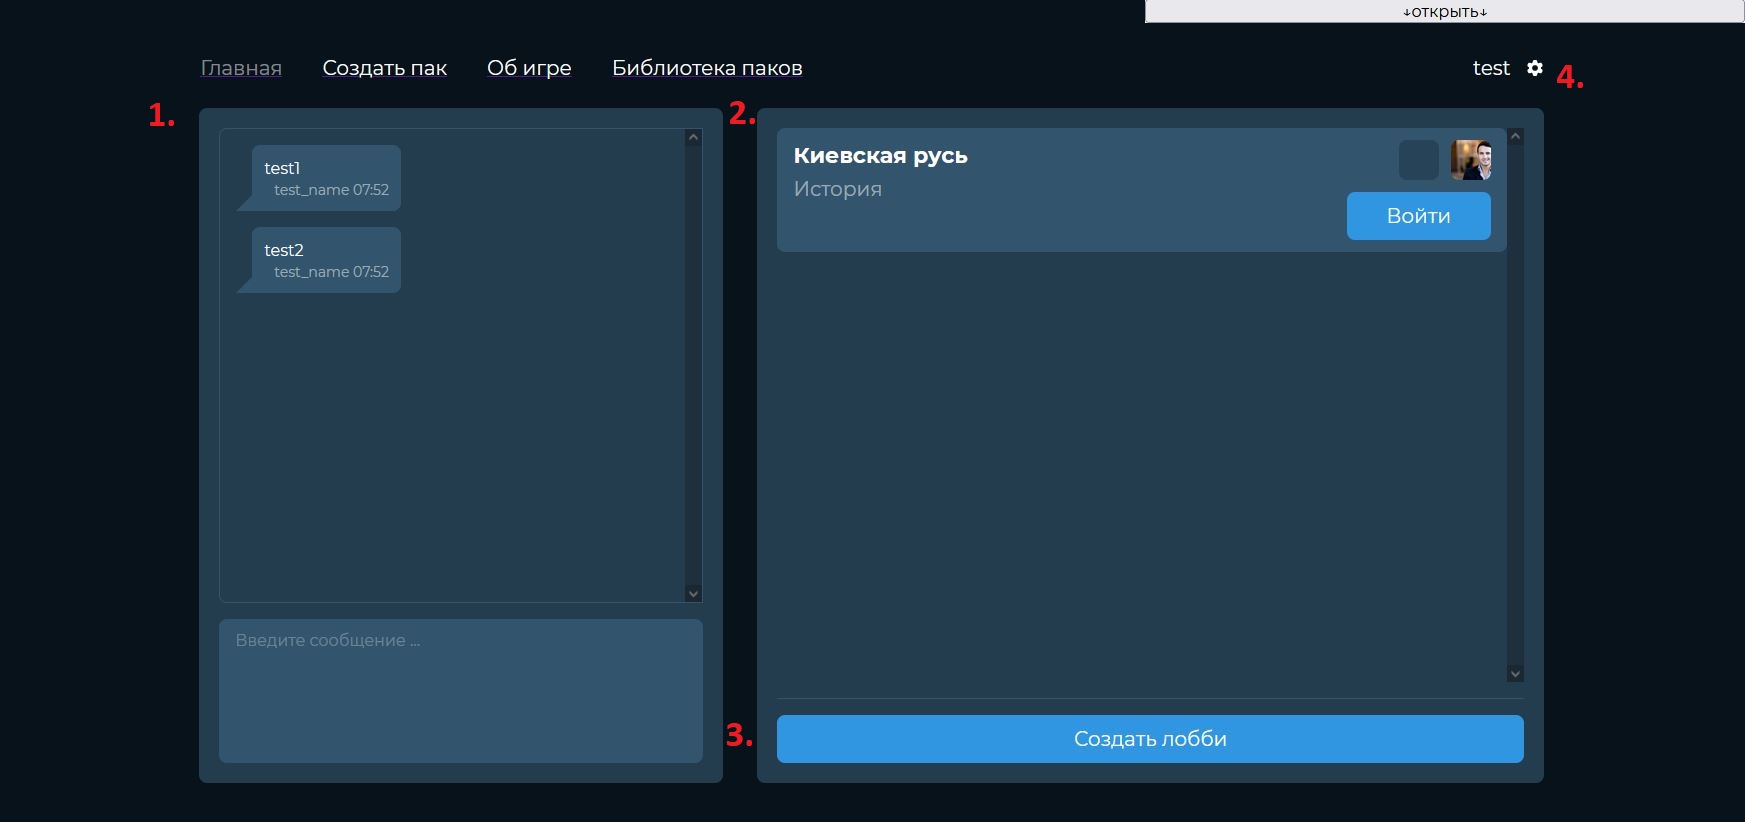 ↓открыть↓
Главная Создать пак Об игре Библиотека паков test
4.
1.
2.
test1
test_name 07:52
test2
test_name 07:52
Введите сообщение ...
Киевская русь
История
Войти
3.
Создать лобби